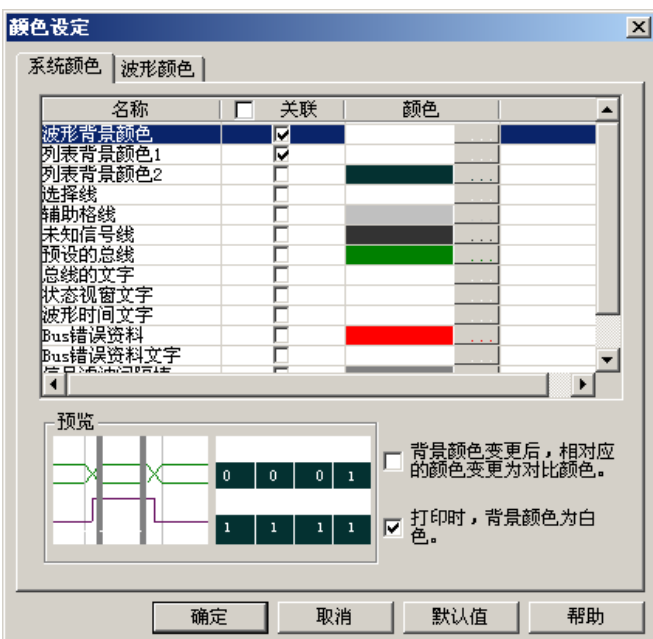 颜色设定
系统颜色 波形颜色
名称 关联 颜色
波形背景颜色
列表背景颜色1
列表背景颜色2
选择线
辅助格线
未知信号线
预设的总线
总线的文字
状态视窗文字
波形时间文字
Bus错误资料
Bus错误资料文字
预览
0 0 0 1
1 1 1 1
背景颜色变更后，相对应
的颜色变更为对比颜色。
打印时，背景颜色为白
色。
确定 取消 默认值 帮助